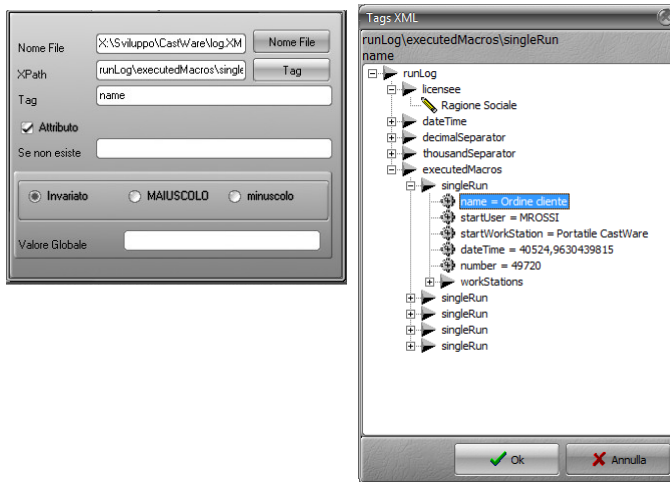 Nome File
X:\Sviluppo\CastWare\log.XM
Nome File
XPath
runLog\executedMacros\single
Tag
Tag
name
Attributo
Se non esiste
Invariato
MAIUSCOLO
minuscolo
Valore Globale
Tags XML
runLog\executedMacros\singleRun
name
runLog
licensee
Ragione Sociale
dateTime
decimalSeparator
thousandSeparator
executedMacros
singleRun
name = Ordine cliente
startUser = MROSSI
startWorkStation = Portatile CastWare
dateTime = 40524,9630439815
number = 49720
workStations
singleRun
singleRun
singleRun
singleRun
Ok
Annulla